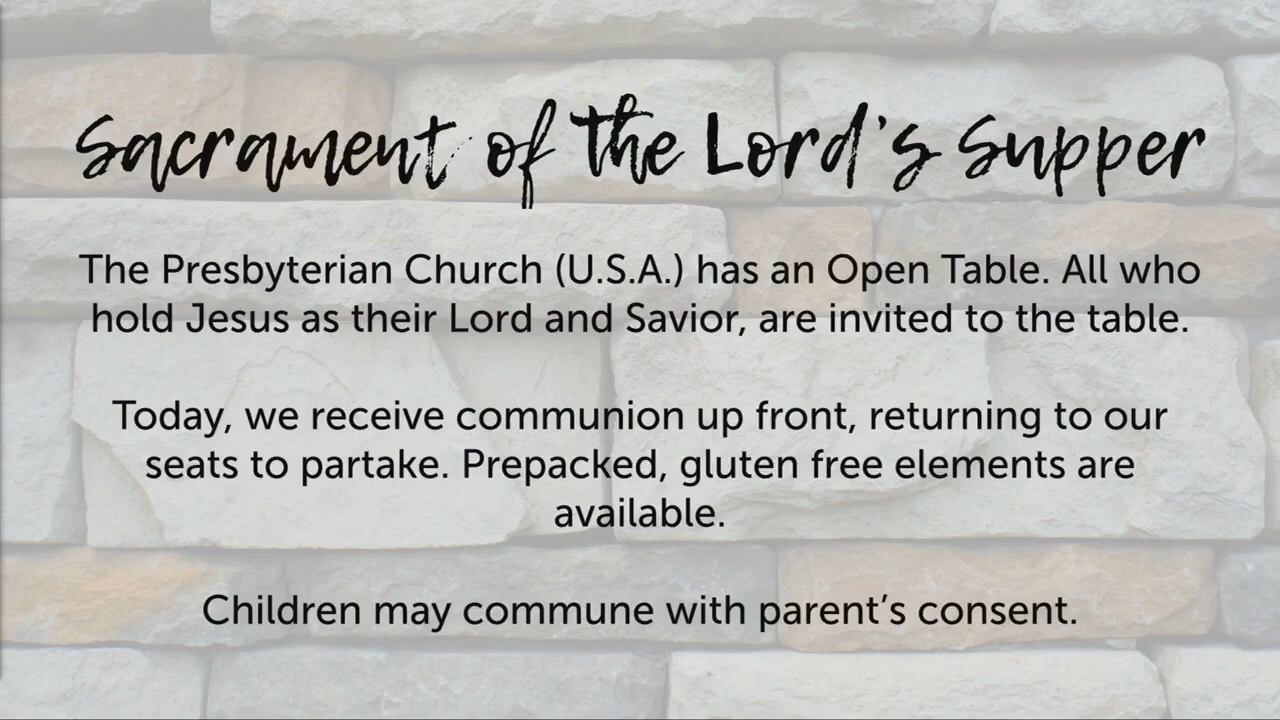 Sacrament of the Lord's Supper
The Presbyterian Church (U.S.A.) has an Open Table. All who
hold Jesus as their Lord and Savior, are invited to the table.
Today, we receive communion up front, returning to our
seats to partake. Prepacked, gluten free elements are
available.
Children may commune with parent’s consent.